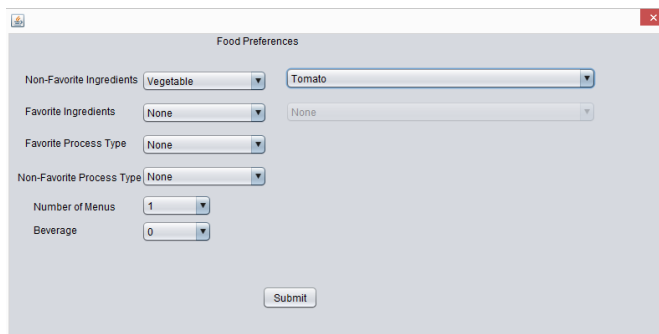 Food Preferences
Non-Favorite Ingredients Vegetable Tomato
Favorite Ingredients None None
Favorite Process Type None
Non-Favorite Process Type None
Number of Menus 1
Beverage 0
Submit